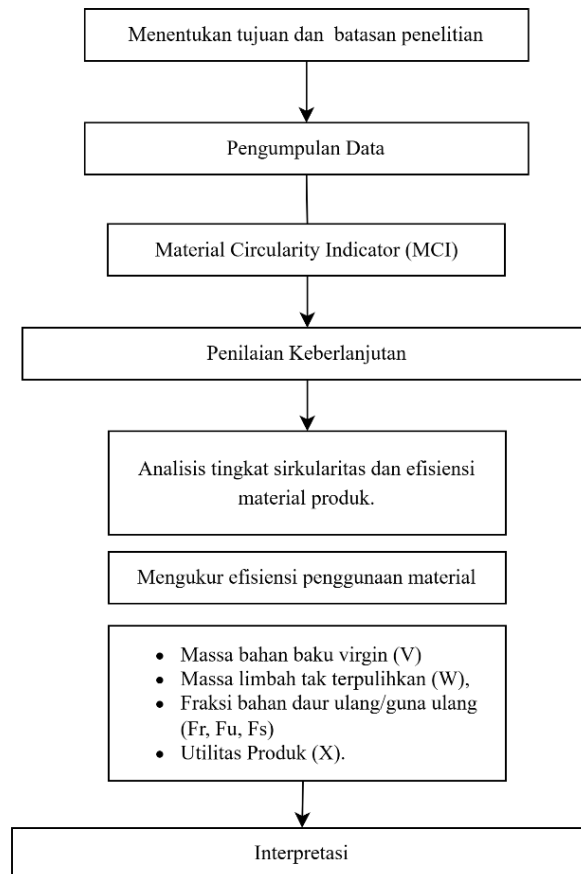 Menentukan tujuan dan batasan penelitian
Pengumpulan Data
Material Circularity Indicator (MCI)
Penilaian Keberlanjutan
Analisis tingkat sirkularitas dan efisiensi
material produk.
Mengukur efisiensi penggunaan material
• Massa bahan baku virgin (V)
• Massa limbah tak terpulihkan (W),
• Fraksi bahan daur ulang/guna ulang
(Fr, Fu, Fs)
• Utilitas Produk (X).
Interpretasi